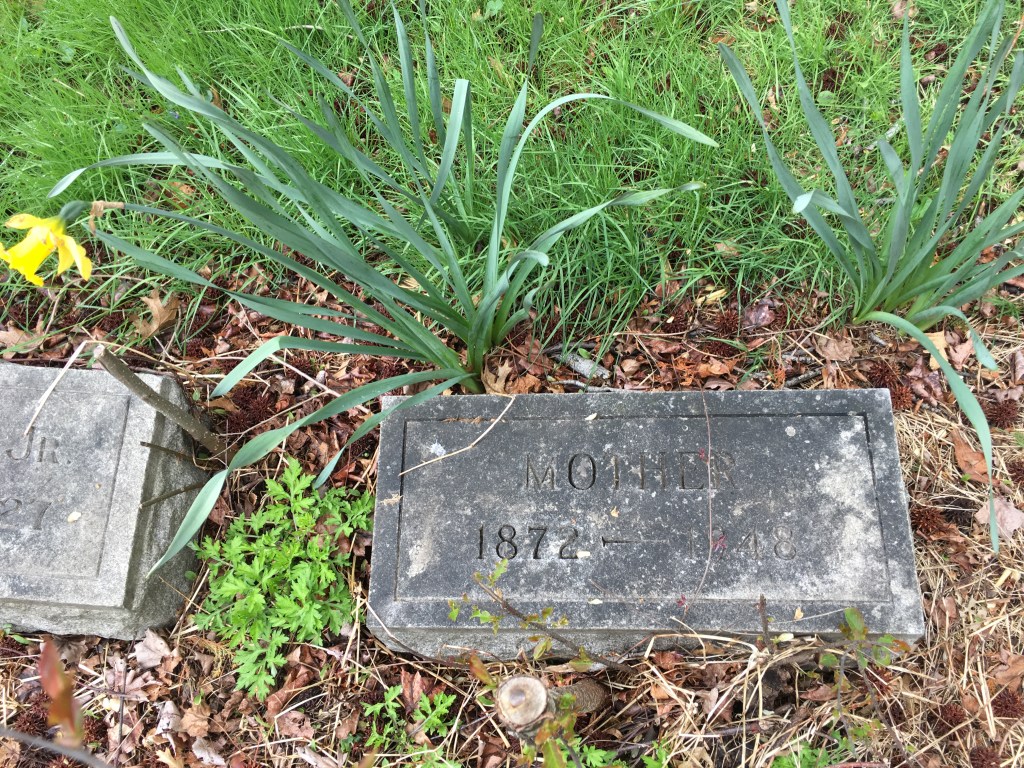 JR.
27
MOTHER
1872 — 1948